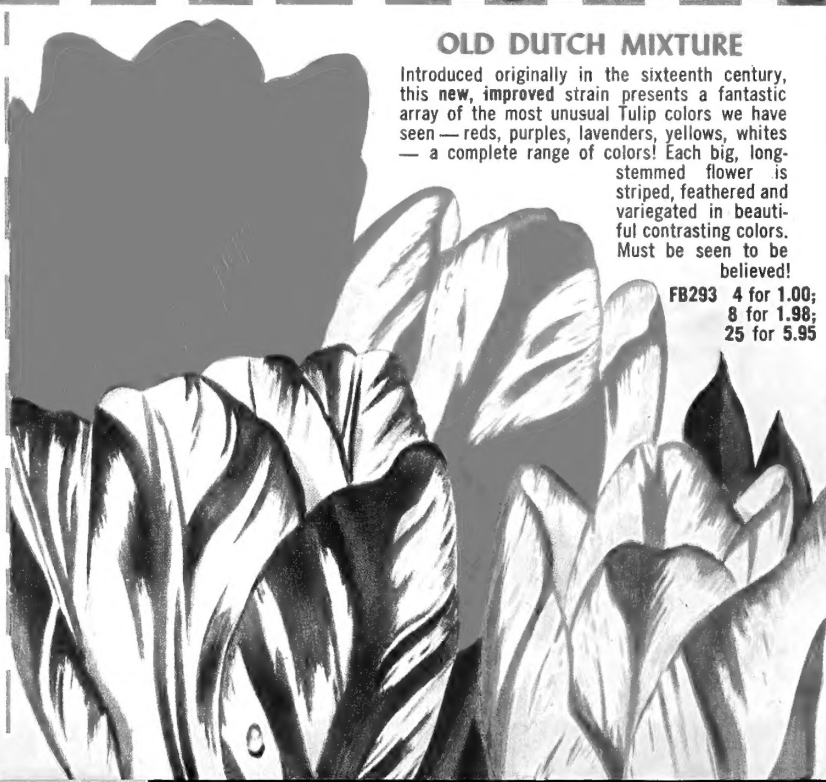 OLD DUTCH MIXTURE
Introduced originally in the sixteenth century,
this new, improved strain presents a fantastic
array of the most unusual Tulip colors we have
seen — reds, purples, lavenders, yellows, whites
— a complete range of colors! Each big, long-
stemmed flower is
striped, feathered and
variegated in beauti-
ful contrasting colors.
Must be seen to be
believed!
FB293 4 for 1.00;
8 for 1.98;
25 for 5.95